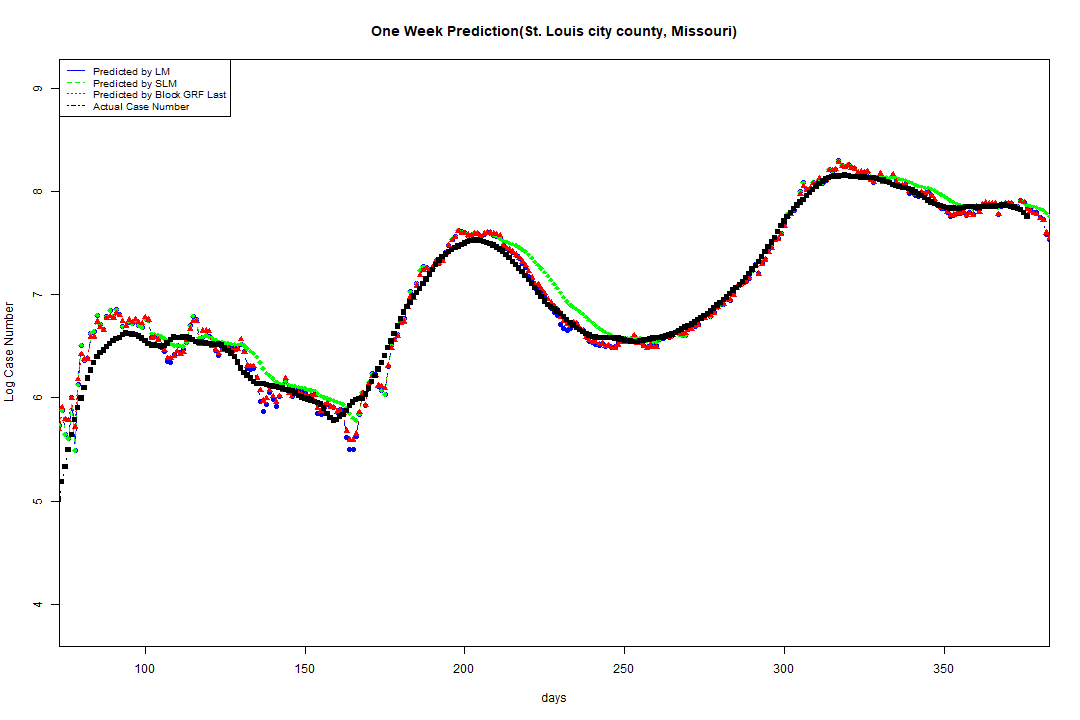 One Week Prediction(St. Louis city county, Missouri)
Predicted by LM
Predicted by SLM
Predicted by Block GRF Last
Actual Case Number
9
8
7
6
5
4
Log Case Number
100 150 200 250 300 350
days